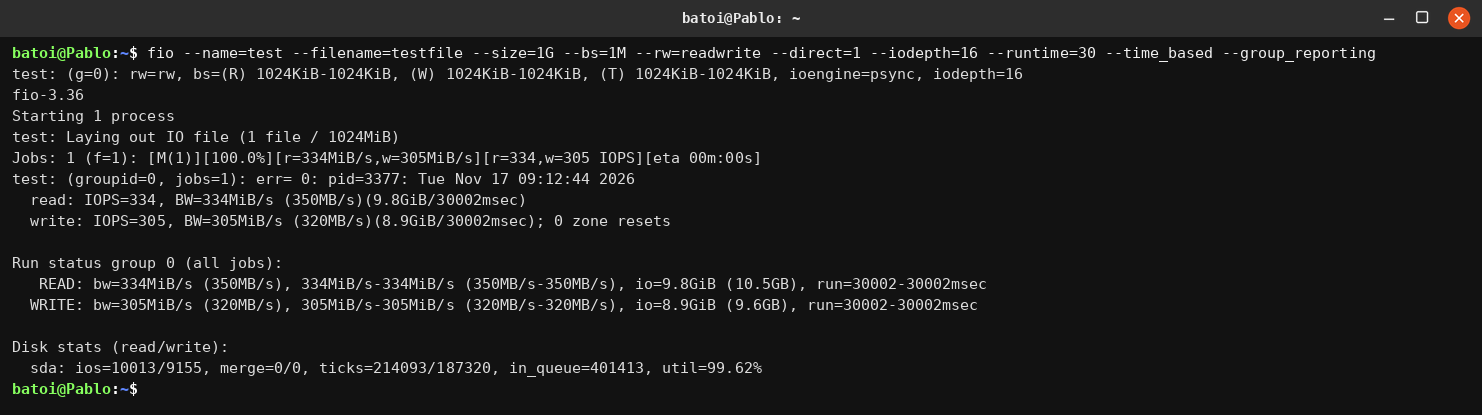 batoi@Pablo: ~
batoi@Pablo:~$ fio --name=test --filename=testfile --size=1G --bs=1M --rw=readwrite --direct=1 --iodepth=16 --runtime=30 --time_based --group_reporting
test: (g=0): rw=rw, bs=(R) 1024KiB-1024KiB, (W) 1024KiB-1024KiB, (T) 1024KiB-1024KiB, ioengine=psync, iodepth=16
fio-3.36
Starting 1 process
test: Laying out IO file (1 file / 1024MiB)
Jobs: 1 (f=1): [M(1)][100.0%][r=334MiB/s,w=305MiB/s][r=334,w=305 IOPS][eta 00m:00s]
test: (groupid=0, jobs=1): err= 0: pid=3377: Tue Nov 17 09:12:44 2026
  read: IOPS=334, BW=334MiB/s (350MB/s)(9.8GiB/30002msec)
  write: IOPS=305, BW=305MiB/s (320MB/s)(8.9GiB/30002msec); 0 zone resets

Run status group 0 (all jobs):
   READ: bw=334MiB/s (350MB/s), 334MiB/s-334MiB/s (350MB/s-350MB/s), io=9.8GiB (10.5GB), run=30002-30002msec
  WRITE: bw=305MiB/s (320MB/s), 305MiB/s-305MiB/s (320MB/s-320MB/s), io=8.9GiB (9.6GB), run=30002-30002msec

Disk stats (read/write):
  sda: ios=10013/9155, merge=0/0, ticks=214093/187320, in_queue=401413, util=99.62%
batoi@Pablo:~$